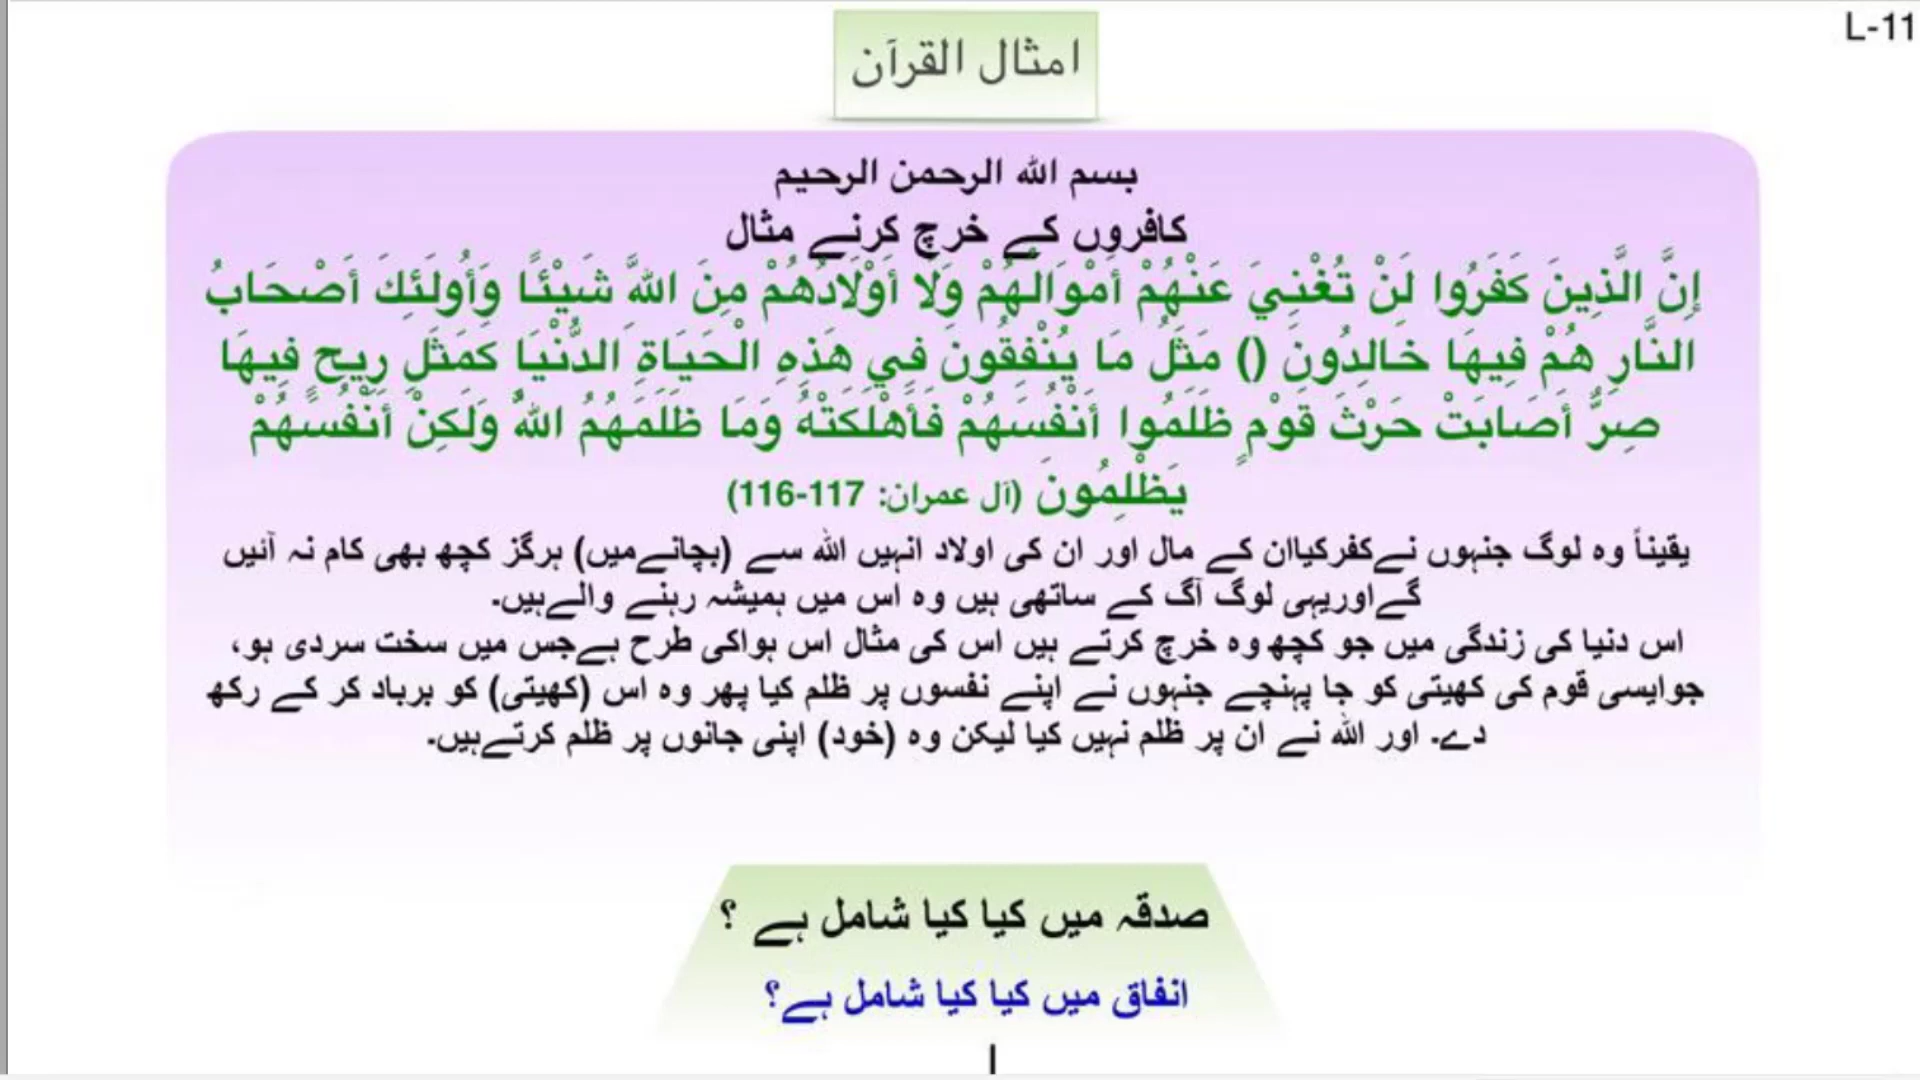 L-11
امثال القرآن
بسم الله الرحمن الرحيم
کافروں کے خرچ کرنے مثال
إِنَّ الَّذِينَ كَفَرُوا لَنْ تُغْنِيَ عَنْهُمْ أَمْوَالُهُمْ وَلَا أَوْلَادُهُمْ مِنَ اللَّهِ شَيْئًا وَأُولَئِكَ أَصْحَابُ
النَّارِ هُمْ فِيهَا خَالِدُونَ () مَثَلُ مَا يُنْفِقُونَ فِي هَذِهِ الْحَيَاةِ الدُّنْيَا كَمَثَلِ رِيحٍ فِيهَا
صِرٌّ أَصَابَتْ حَرْثَ قَوْمٍ ظَلَمُوا أَنْفُسَهُمْ فَأَهْلَكَتْهُ وَمَا ظَلَمَهُمُ اللَّهُ وَلَكِنْ أَنْفُسَهُمْ
يَظْلِمُونَ (آل عمران: 117-116)
یقیناً وہ لوگ جنہوں نےکفرکیاان کے مال اور ان کی اولاد انہیں الله سے (بچانےمیں) ہرگز کچھ بھی کام نہ آئیں
گےاوریہی لوگ آگ کے ساتھی ہیں وہ اس میں ہمیشہ رہنے والےہیں۔
اس دنیا کی زندگی میں جو کچھ وہ خرچ کرتے ہیں اس کی مثال اس ہواکی طرح ہےجس میں سخت سردی ہو،
جوایسی قوم کی کھیتی کو جا پہنچے جنہوں نے اپنے نفسوں پر ظلم کیا پھر وہ اس (کھیتی) کو برباد کر کے رکھ
دے۔ اور الله نے ان پر ظلم نہیں کیا لیکن وہ (خود) اپنی جانوں پر ظلم کرتےہیں۔
صدقہ میں کیا کیا شامل ہے ؟
انفاق میں کیا کیا شامل ہے؟